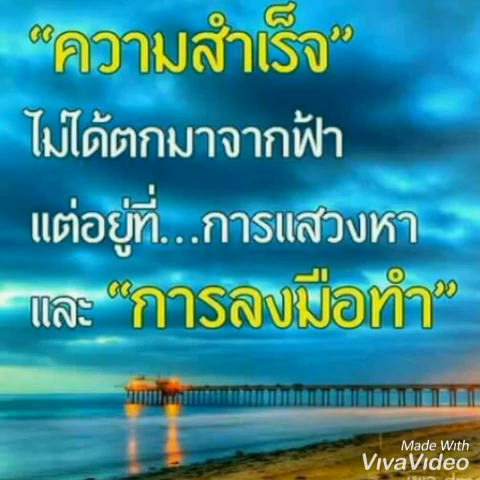 “ความสำเร็จ”
ไม่ได้ตกมาจากฟ้า
แต่อยู่ที่...การแสวงหา
และ “การลงมือทำ”
Made With
VivaVideo